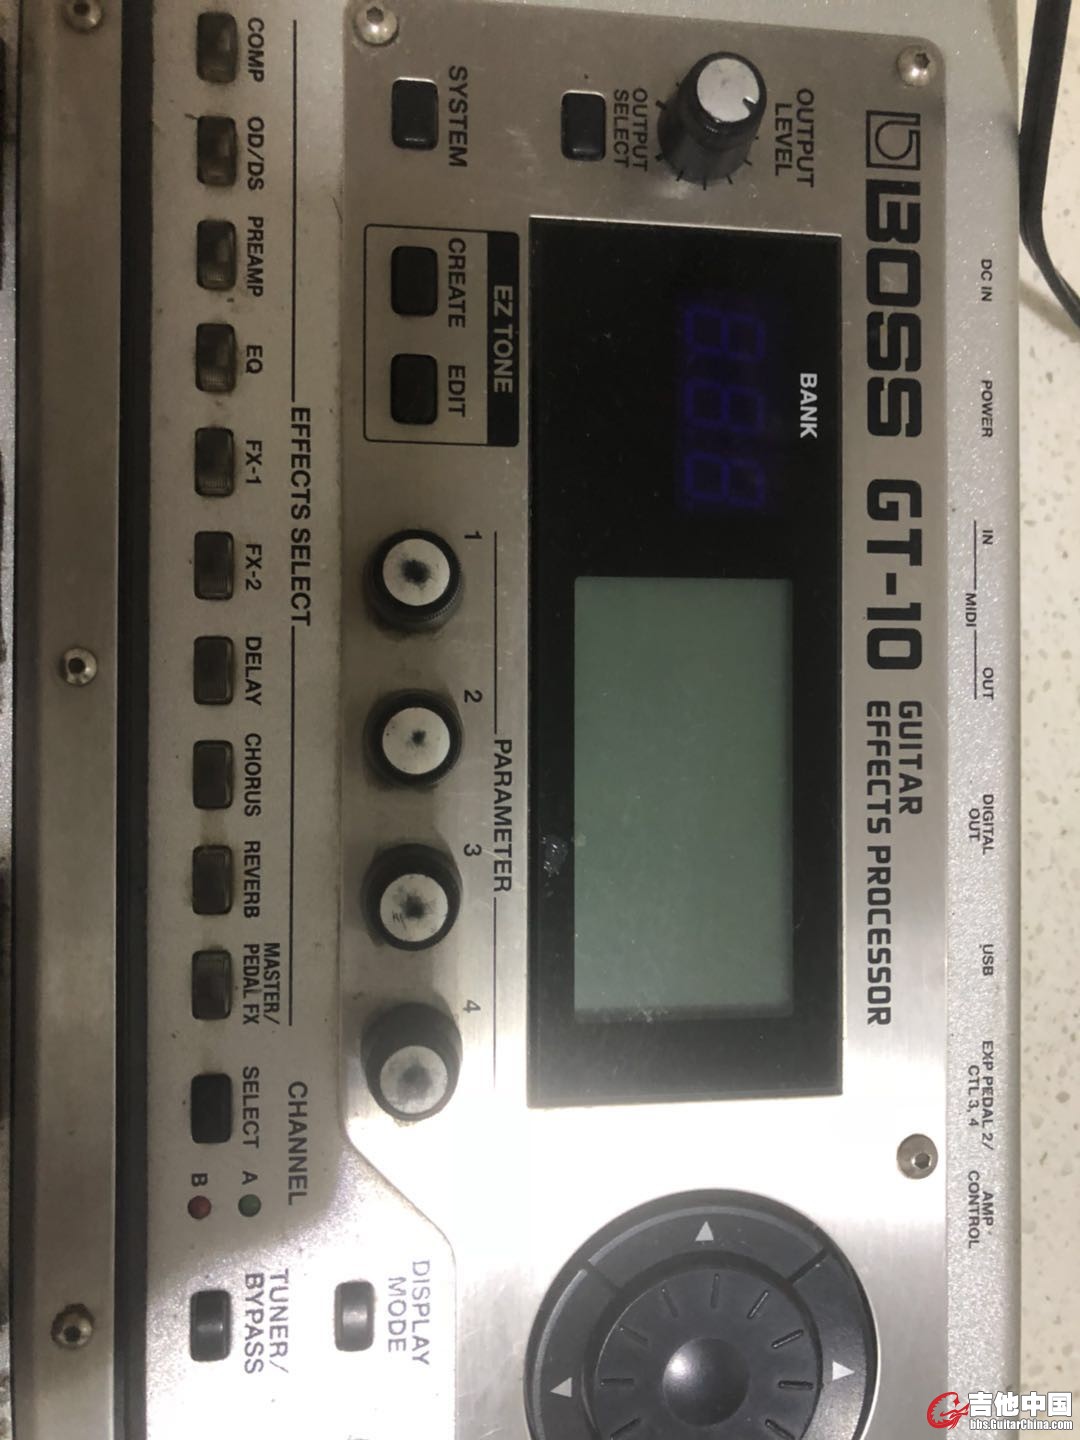 DC IN
POWER
IN
MIDI
OUT
DIGITAL
OUT
USB
EXP PEDAL 2/
CTL 3, 4
AMP
CONTROL
BOSS GT-10 GUITAR
EFFECTS PROCESSOR
OUTPUT
LEVEL
OUTPUT
SELECT
BANK
8.8.8
SYSTEM
EZ TONE
CREATE
EDIT
PARAMETER
1
2
3
4
DISPLAY
MODE
EFFECTS SELECT
CHANNEL
COMP
OD/DS
PREAMP
EQ
FX-1
FX-2
DELAY
CHORUS
REVERB
MASTER/
PEDAL FX
SELECT
A
B
TUNER/
BYPASS
吉他中国
bbs.GuitarChina.com